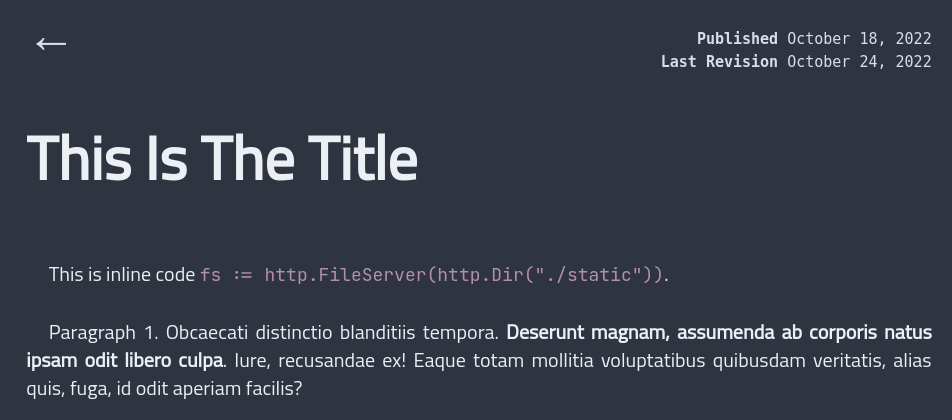 ←
Published October 18, 2022
Last Revision October 24, 2022
This Is The Title
This is inline code fs := http.FileServer(http.Dir("./static")).
Paragraph 1. Obcaecati distinctio blanditiis tempora. Deserunt magnam, assumenda ab corporis natus
ipsam odit libero culpa. Iure, recusandae ex! Eaque totam mollitia voluptatibus quibusdam veritatis, alias
quis, fuga, id odit aperiam facilis?